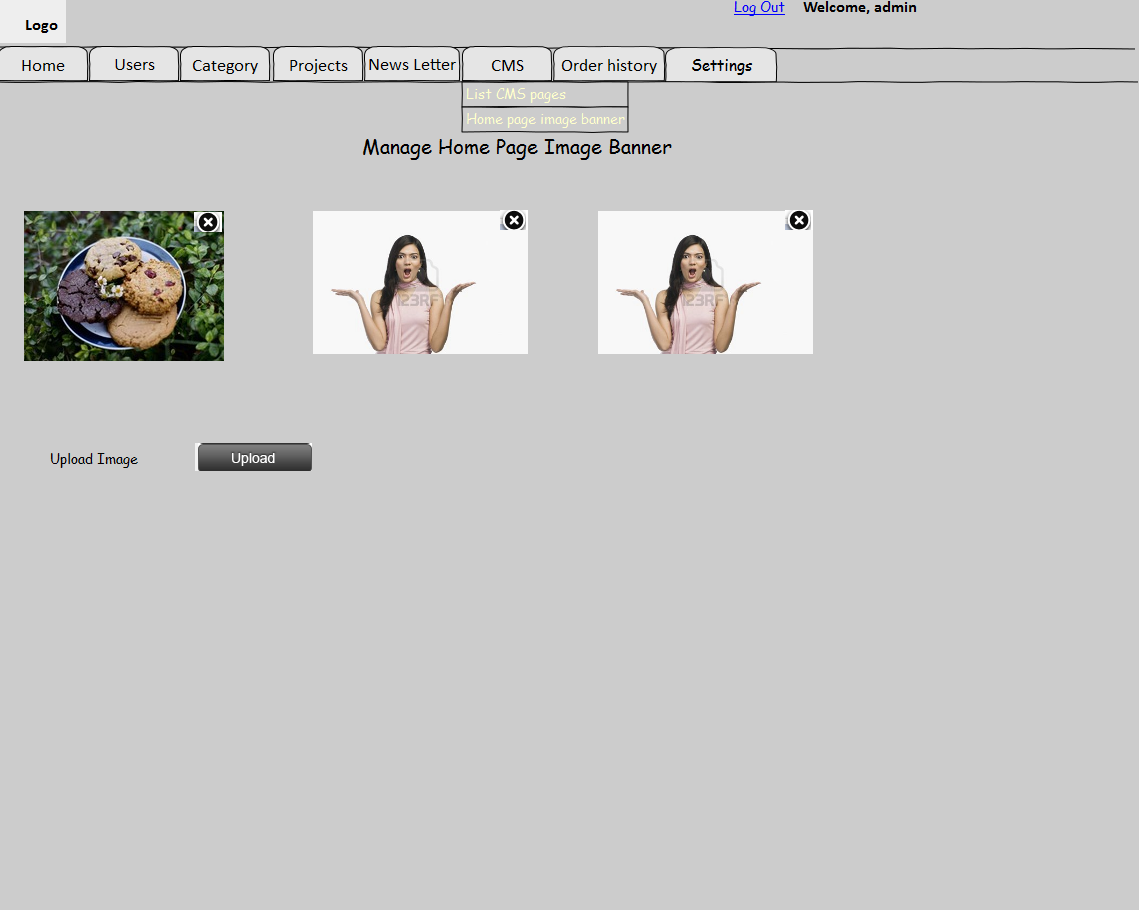 Logo
Log Out Welcome, admin
Home Users Category Projects News Letter CMS Order history Settings
List CMS pages
Home page image banner
Manage Home Page Image Banner
123RF
123RF
Upload Image Upload